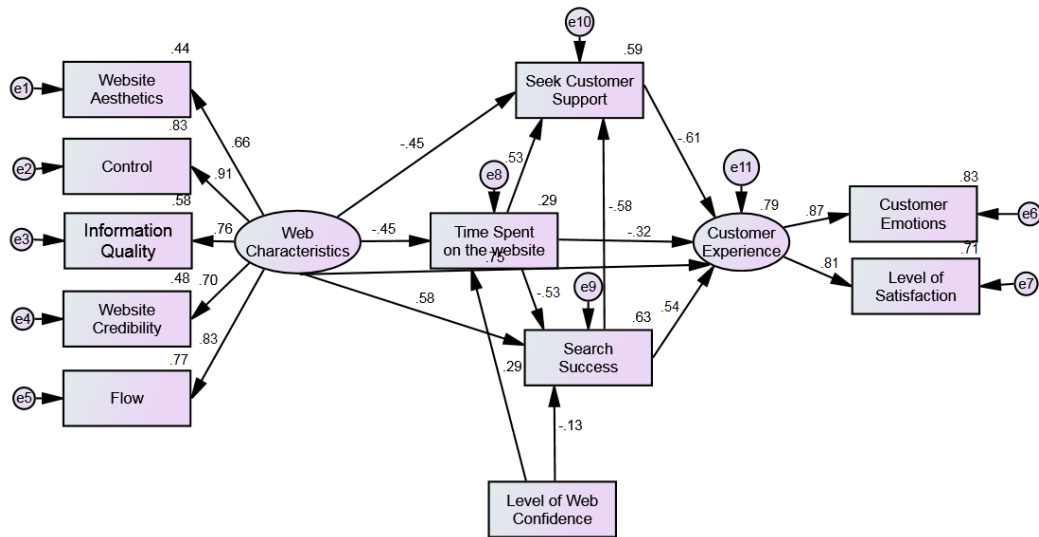 e10
.59
Seek Customer
Support
.44
e1
Website
Aesthetics
.83
e2
Control
.58
e3
Information
Quality
.48
e4
Website
Credibility
.77
e5
Flow
.66
.91
.76
.70
.83
Web
Characteristics
-.45
-.45
.58
.75
e8
.29
Time Spent
on the website
.53
-.58
-.61
-.32
-.53
e9
.63
Search
Success
.54
.29
-.13
Level of Web
Confidence
e11
.79
Customer
Experience
.87
.81
.83
Customer
Emotions
e6
.71
Level of
Satisfaction
e7